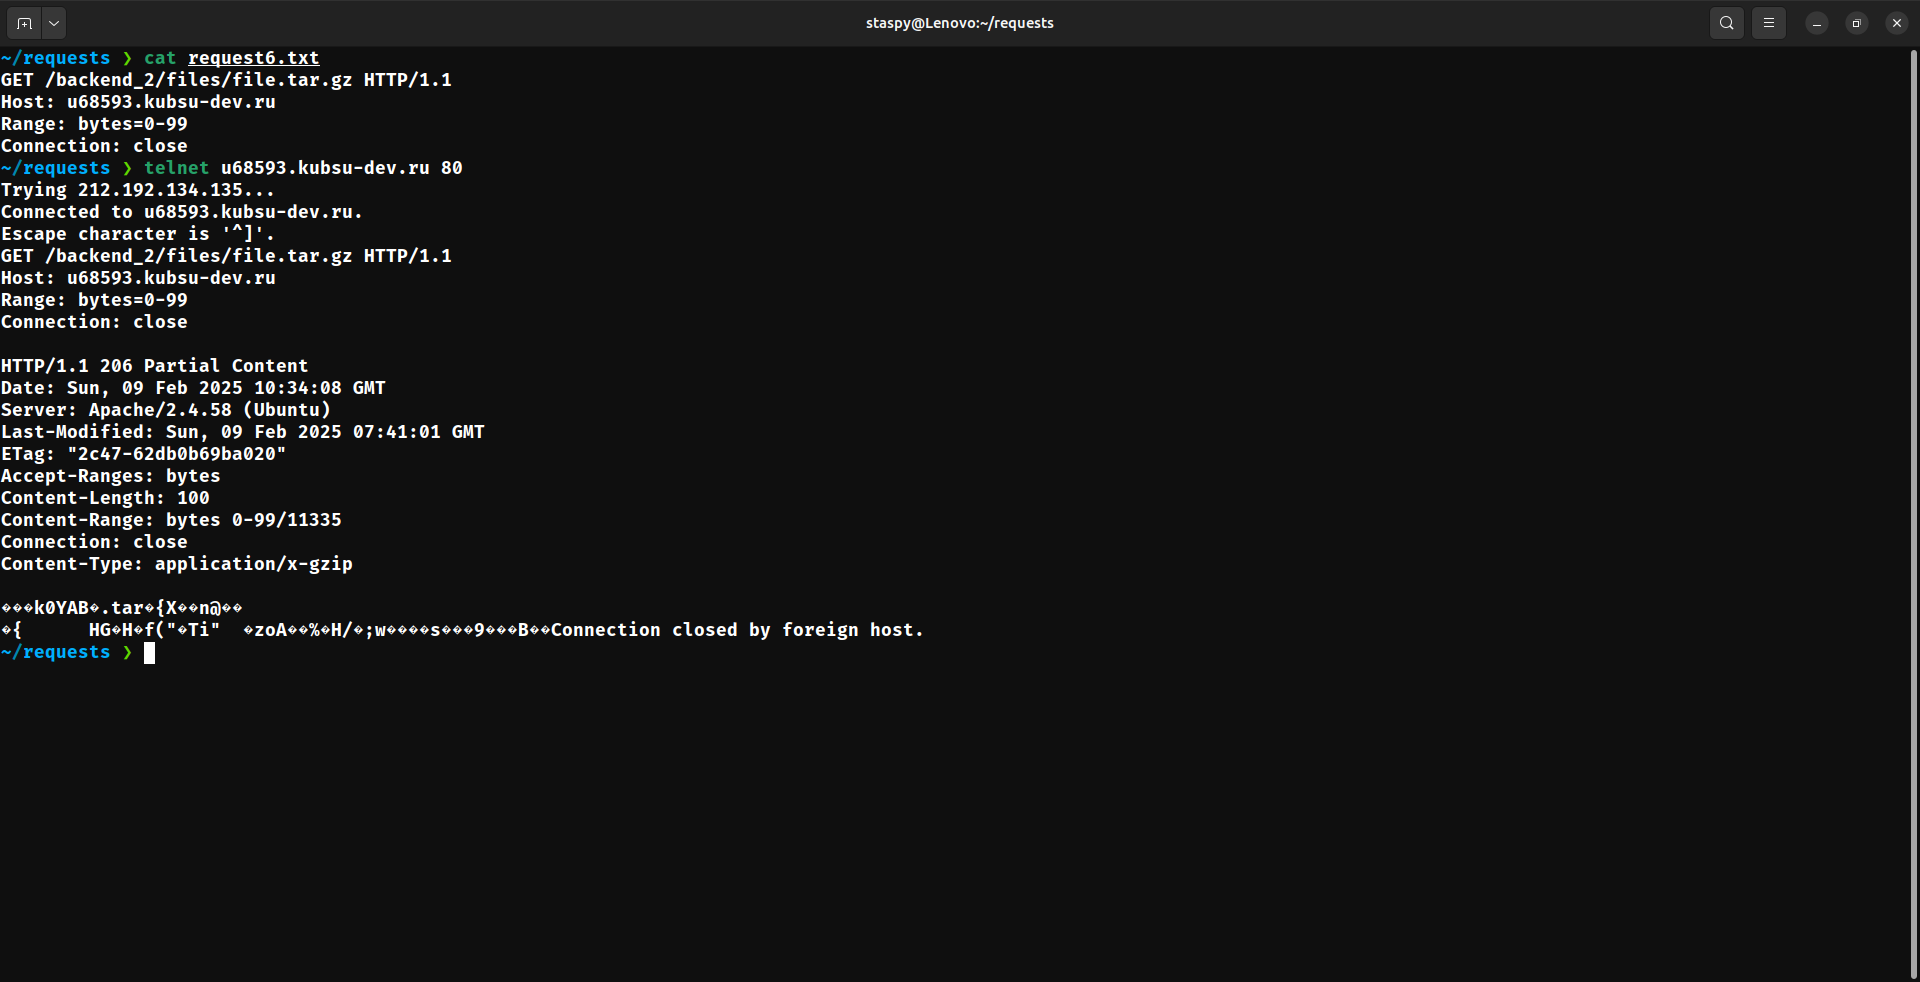 staspy@Lenovo:~/requests
~/requests ❯ cat request6.txt
GET /backend_2/files/file.tar.gz HTTP/1.1
Host: u68593.kubsu-dev.ru
Range: bytes=0-99
Connection: close
~/requests ❯ telnet u68593.kubsu-dev.ru 80
Trying 212.192.134.135...
Connected to u68593.kubsu-dev.ru.
Escape character is '^]'.
GET /backend_2/files/file.tar.gz HTTP/1.1
Host: u68593.kubsu-dev.ru
Range: bytes=0-99
Connection: close
HTTP/1.1 206 Partial Content
Date: Sun, 09 Feb 2025 10:34:08 GMT
Server: Apache/2.4.58 (Ubuntu)
Last-Modified: Sun, 09 Feb 2025 07:41:01 GMT
ETag: "2c47-62db0b69ba020"
Accept-Ranges: bytes
Content-Length: 100
Content-Range: bytes 0-99/11335
Connection: close
Content-Type: application/x-gzip
���k0YAB�.tar�{X��n@��
�{      HG�H�f("�Ti"  �zoA��%�H/�;w����s���9���B��Connection closed by foreign host.
~/requests ❯